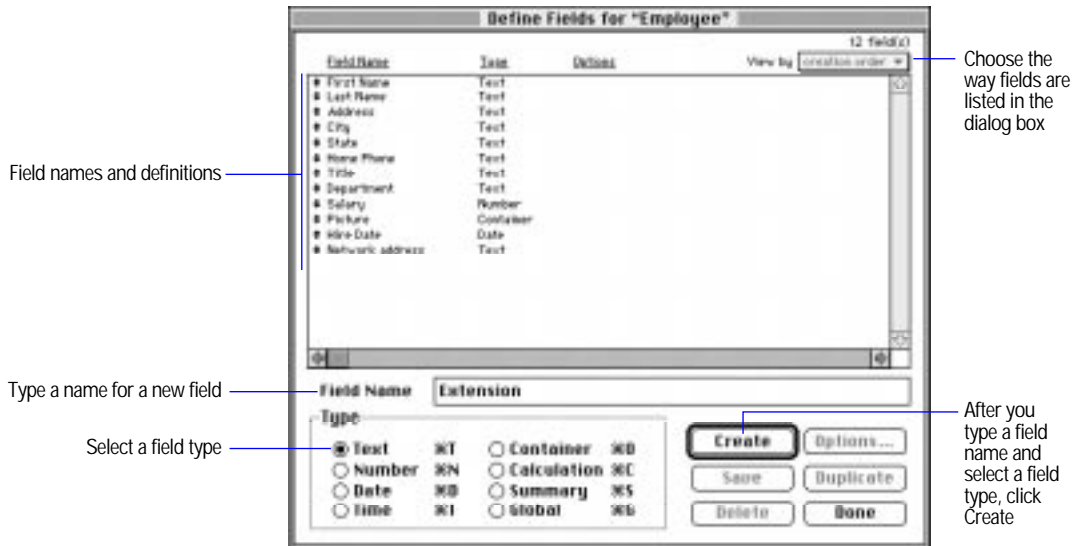 Define Fields for "Employee"
12 field(s)
Field Name Type Options View by creation order
First Name Text
Last Name Text
Address Text
City Text
State Text
Home Phone Text
Title Text
Department Text
Salary Number
Picture Container
Hire Date Date
Network address Text
Choose the
way fields are
listed in the
dialog box
Field names and definitions
Type a name for a new field
Field Name Extension
Type
Select a field type
Text ⌘T Container
Number ⌘N Calculation ⌘C
Date ⌘D Summary ⌘S
Time Global ⌘G
Create Options...
Save Duplicate
Delete Done
After you
type a field
name and
select a field
type, click
Create